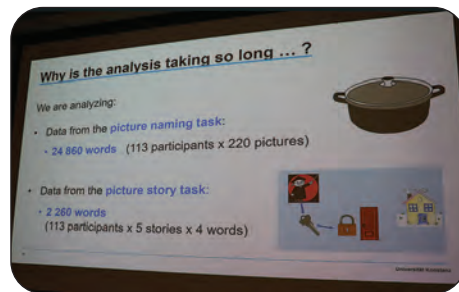 Why is the analysis taking so long ... ?
We are analyzing:
• Data from the picture naming task:
• 24 860 words (113 participants x 220 pictures)
• Data from the picture story task:
• 2 260 words
(113 participants x 5 stories x 4 words)
Universität Konstanz